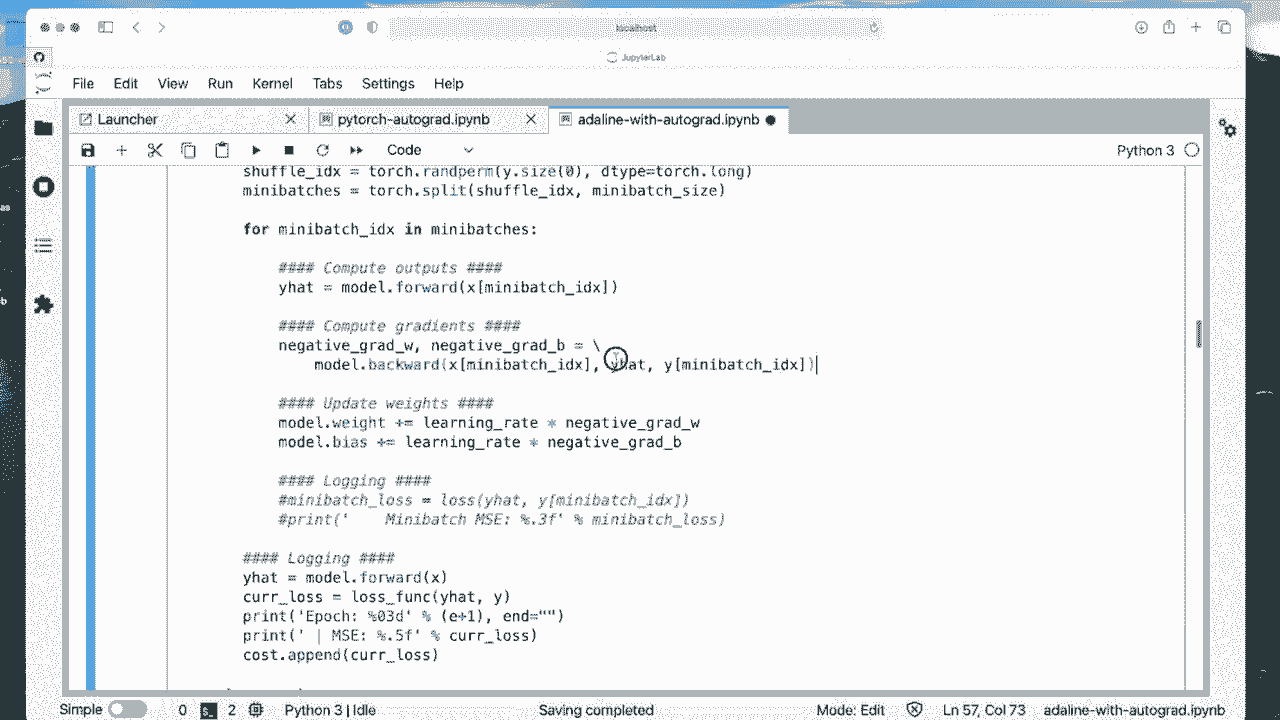 localhost
JupyterLab
File Edit View Run Kernel Tabs Settings Help
Launcher pytorch-autograd.ipynb adaline-with-autograd.ipynb
Code Python 3
shuffle_idx = torch.randperm(y.size(0), dtype=torch.long)
minibatches = torch.split(shuffle_idx, minibatch_size)
for minibatch_idx in minibatches:
#### Compute outputs ####
yhat = model.forward(x[minibatch_idx])
#### Compute gradients ####
negative_grad_w, negative_grad_b = \
model.backward(x[minibatch_idx], yhat, y[minibatch_idx])
#### Update weights ####
model.weight += learning_rate * negative_grad_w
model.bias += learning_rate * negative_grad_b
#### Logging ####
#minibatch_loss = loss(yhat, y[minibatch_idx])
#print('    Minibatch MSE: %.3f' % minibatch_loss)
#### Logging ####
yhat = model.forward(x)
curr_loss = loss_func(yhat, y)
print('Epoch: %03d' % (e+1), end="")
print(' | MSE: %.5f' % curr_loss)
cost.append(curr_loss)
Simple 0 2 Python 3 | Idle Saving completed Mode: Edit Ln 57, Col 73 adaline-with-autograd.ipynb